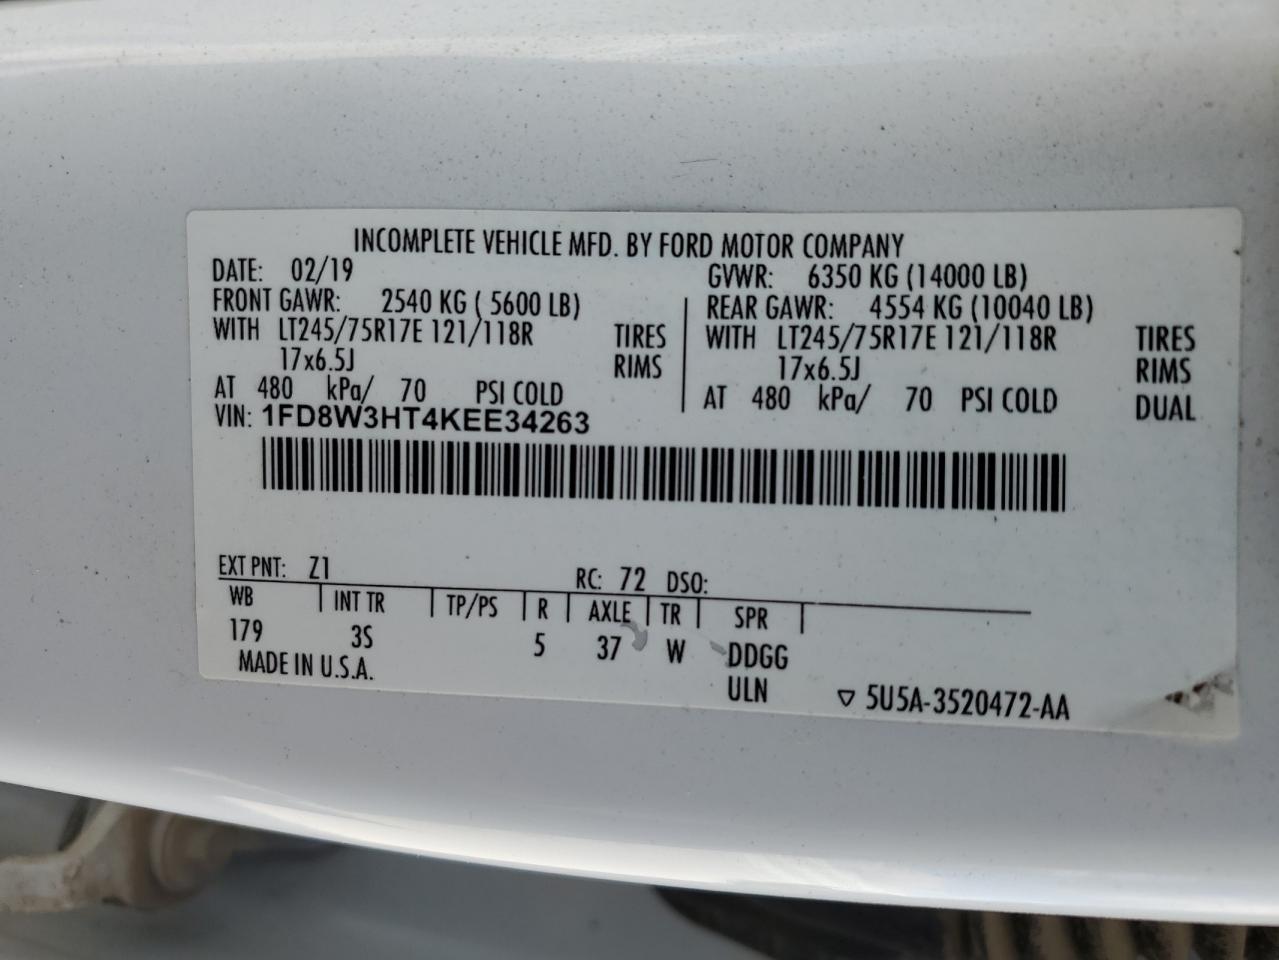 INCOMPLETE VEHICLE MFD. BY FORD MOTOR COMPANY
DATE: 02/19 GVWR: 6350 KG (14000 LB)
FRONT GAWR: 2540 KG ( 5600 LB) REAR GAWR: 4554 KG (10040 LB)
WITH LT245/75R17E 121/118R TIRES WITH LT245/75R17E 121/118R TIRES
17x6.5J RIMS 17x6.5J RIMS
AT 480 kPa/ 70 PSI COLD AT 480 kPa/ 70 PSI COLD DUAL
VIN: 1FD8W3HT4KEE34263
EXT PNT: Z1 RC: 72 DSO:
WB INT TR TP/PS R AXLE TR SPR
179 3S 5 37 W DDGG
MADE IN U.S.A. ULN ▽ 5U5A-3520472-AA